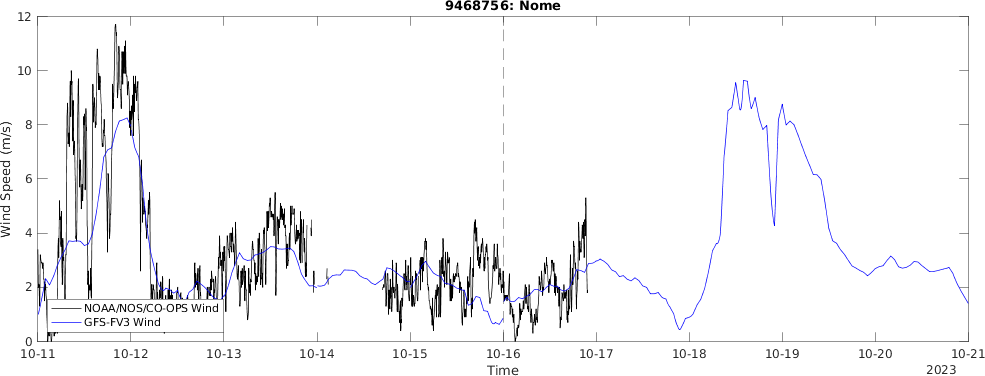 9468756: Nome
Wind Speed (m/s)
12
10
8
6
4
2
0
NOAA/NOS/CO-OPS Wind
GFS-FV3 Wind
10-11 10-12 10-13 10-14 10-15 10-16 10-17 10-18 10-19 10-20 10-21
Time
2023